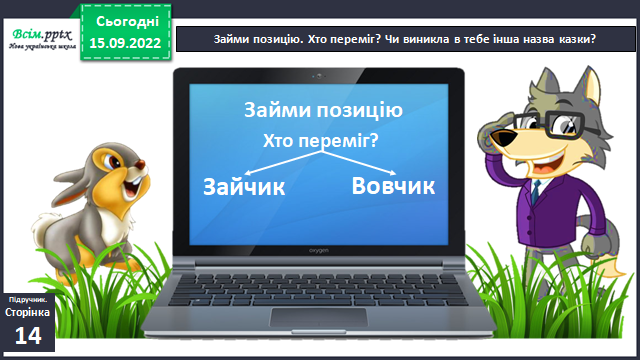 Всім.pptx
Нова українська школа
Сьогодні
15.09.2022
Займи позицію. Хто переміг? Чи виникла в тебе інша назва казки?
Займи позицію
Хто переміг?
Зайчик Вовчик
oxygen
Підручник.
Сторінка
14